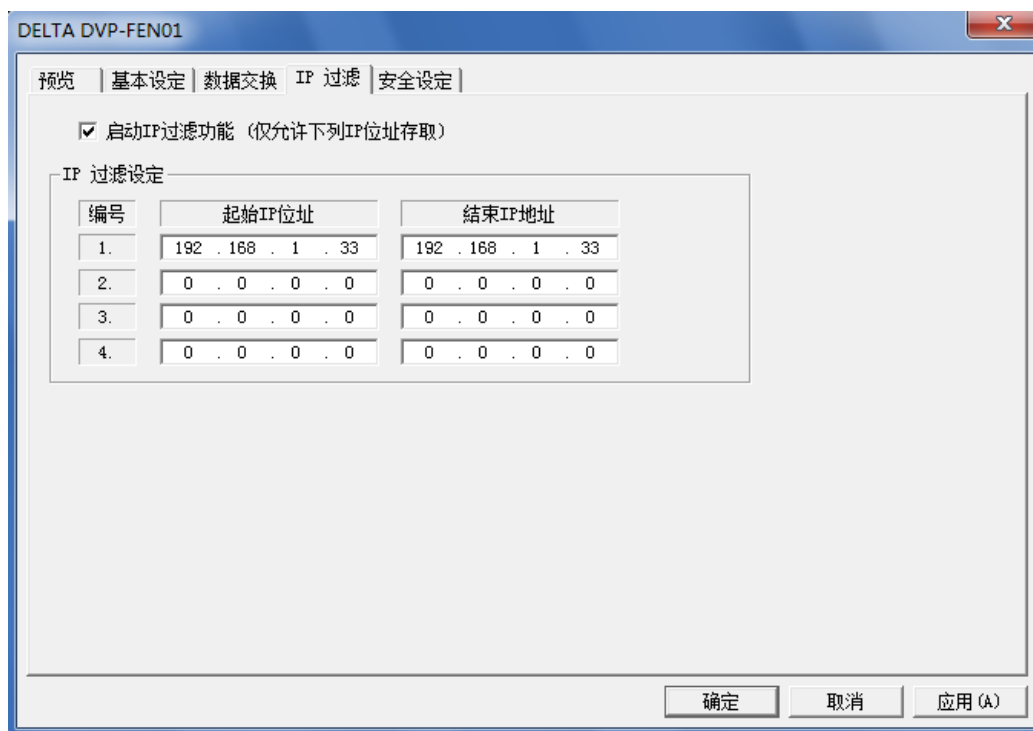 DELTA DVP-FEN01
预览 基本设定 数据交换 IP 过滤 安全设定
启动IP过滤功能（仅允许下列IP位址存取）
IP 过滤设定
编号 起始IP位址 结束IP地址
1. 192 . 168 . 1 . 33 192 . 168 . 1 . 33
2. 0 . 0 . 0 . 0 0 . 0 . 0 . 0
3. 0 . 0 . 0 . 0 0 . 0 . 0 . 0
4. 0 . 0 . 0 . 0 0 . 0 . 0 . 0
确定 取消 应用(A)